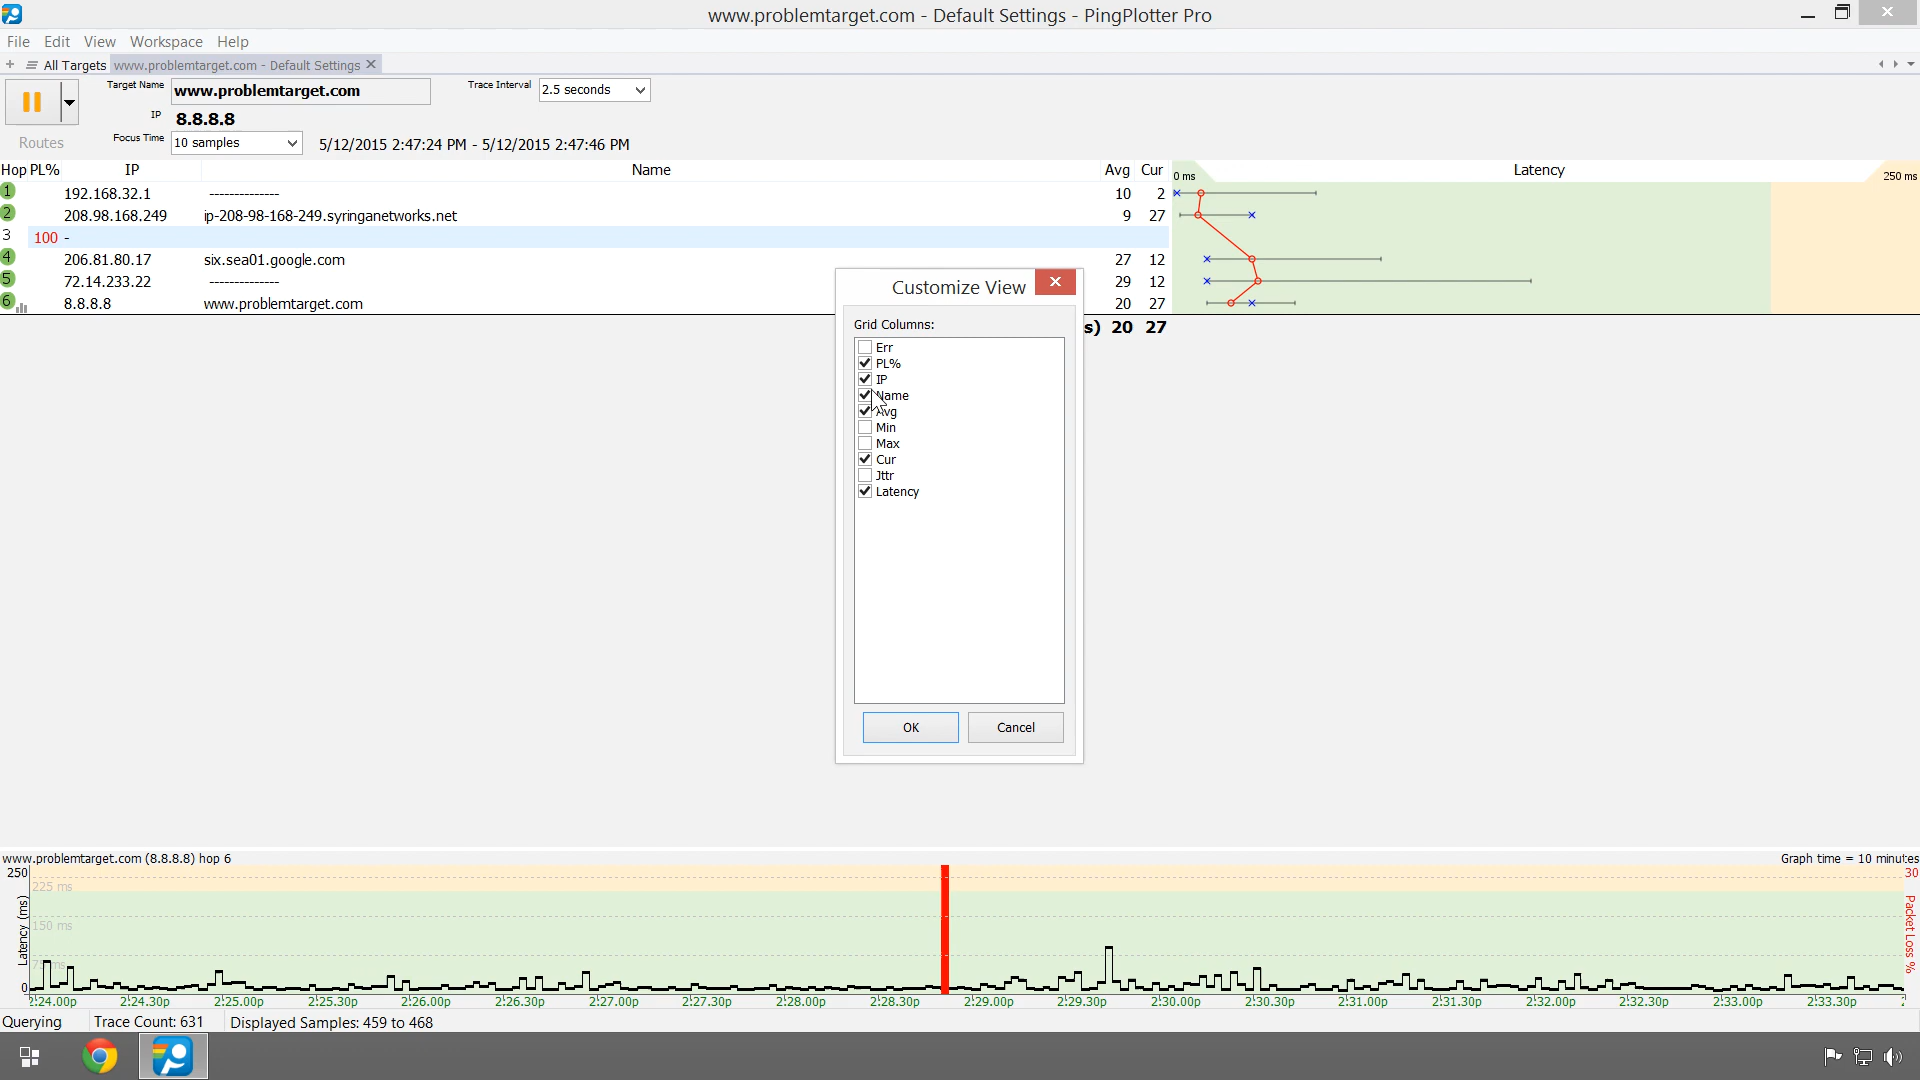 www.problemtarget.com - Default Settings - PingPlotter Pro
File Edit View Workspace Help
+ All Targets www.problemtarget.com - Default Settings
Target Name www.problemtarget.com Trace Interval 2.5 seconds
IP 8.8.8.8
Routes Focus Time 10 samples 5/12/2015 2:47:24 PM - 5/12/2015 2:47:46 PM
Hop PL% IP Name Avg Cur 0 ms Latency 250 ms
1 192.168.32.1 -------------- 10 2
2 208.98.168.249 ip-208-98-168-249.syringanetworks.net 9 27
3 100 -
4 206.81.80.17 six.sea01.google.com 27 12
5 72.14.233.22 -------------- 29 12
6 8.8.8.8 www.problemtarget.com 20 27
s) 20 27
Customize View
Grid Columns:
Err
PL%
IP
Name
Avg
Min
Max
Cur
Jttr
Latency
OK Cancel
www.problemtarget.com (8.8.8.8) hop 6 Graph time = 10 minutes
250 30
225 ms
150 ms
75 ms
0
Latency (ms)
Packet Loss %
2:24:00p 2:24:30p 2:25:00p 2:25:30p 2:26:00p 2:26:30p 2:27:00p 2:27:30p 2:28:00p 2:28:30p 2:29:00p 2:29:30p 2:30:00p 2:30:30p 2:31:00p 2:31:30p 2:32:00p 2:32:30p 2:33:00p 2:33:30p
Querying Trace Count: 631 Displayed Samples: 459 to 468